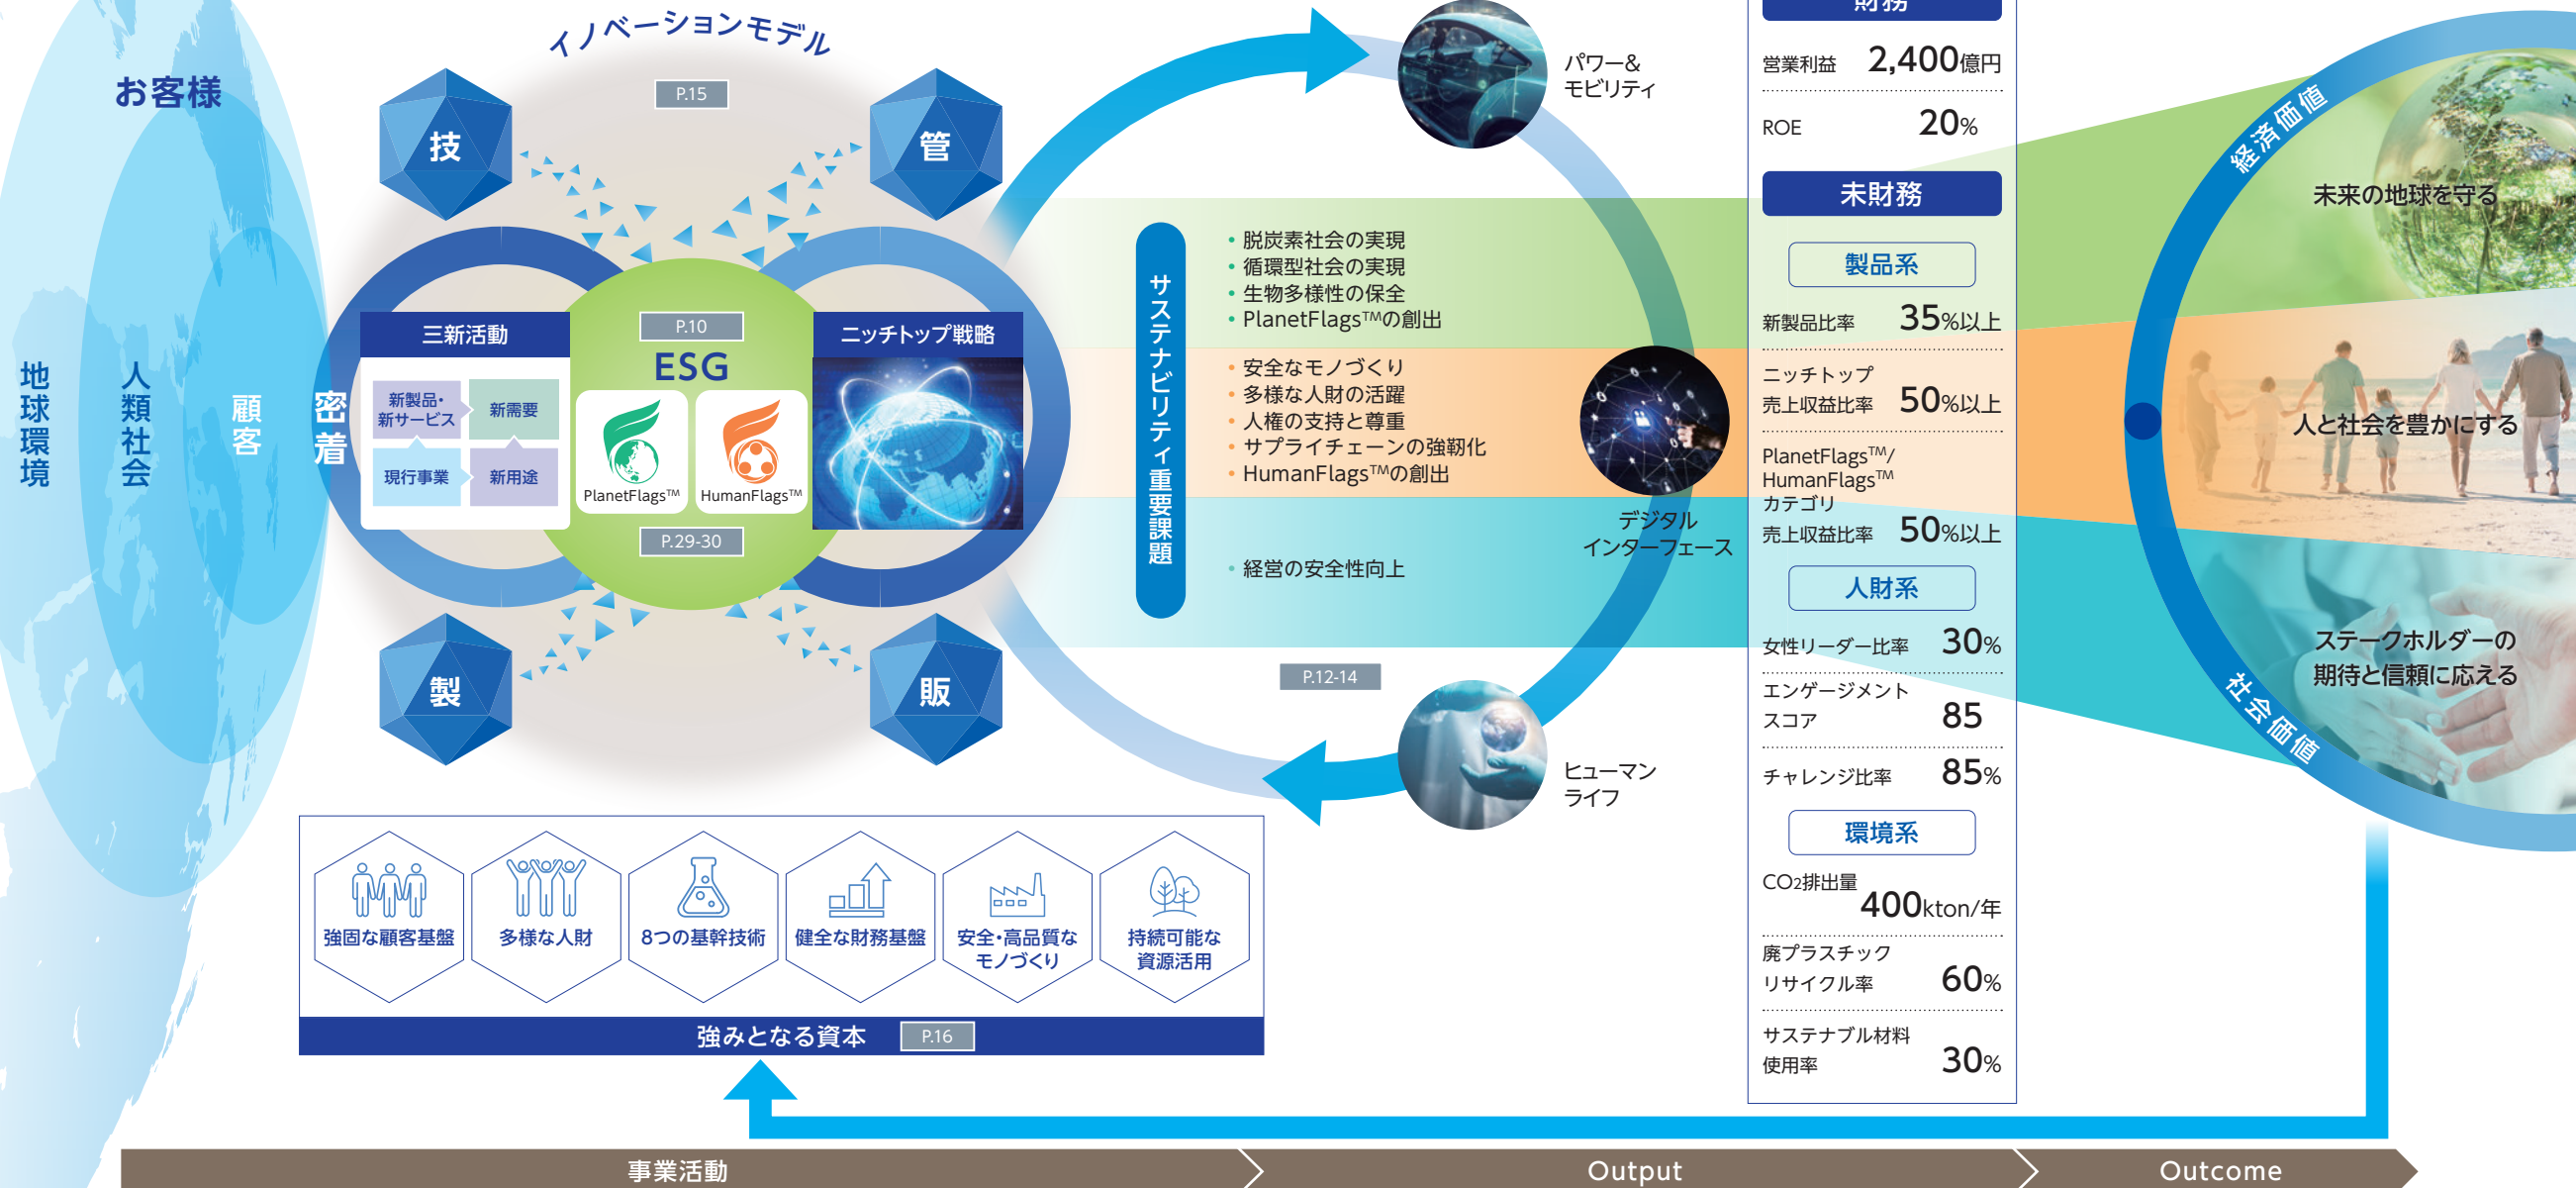 イノベーションモデル
P.15
お客様
地球環境
人類社会
顧客
密着
技
管
製
販
三新活動
新製品・
新サービス
新需要
現行事業
新用途
P.10
ESG
PlanetFlags™
HumanFlags™
P.29-30
ニッチトップ戦略
サステナビリティ重要課題
• 脱炭素社会の実現
• 循環型社会の実現
• 生物多様性の保全
• PlanetFlags™の創出
• 安全なモノづくり
• 多様な人財の活躍
• 人権の支持と尊重
• サプライチェーンの強靭化
• HumanFlags™の創出
• 経営の安全性向上
P.12-14
パワー&
モビリティ
デジタル
インターフェース
ヒューマン
ライフ
財務
営業利益 2,400億円
ROE 20%
未財務
製品系
新製品比率 35%以上
ニッチトップ
売上収益比率 50%以上
PlanetFlags™/
HumanFlags™
カテゴリ
売上収益比率 50%以上
人財系
女性リーダー比率 30%
エンゲージメント
スコア 85
チャレンジ比率 85%
環境系
CO2排出量
400kton/年
廃プラスチック
リサイクル率 60%
サステナブル材料
使用率 30%
経済価値
未来の地球を守る
人と社会を豊かにする
ステークホルダーの
期待と信頼に応える
社会価値
強固な顧客基盤
多様な人財
8つの基幹技術
健全な財務基盤
安全・高品質な
モノづくり
持続可能な
資源活用
強みとなる資本 P.16
事業活動
Output
Outcome